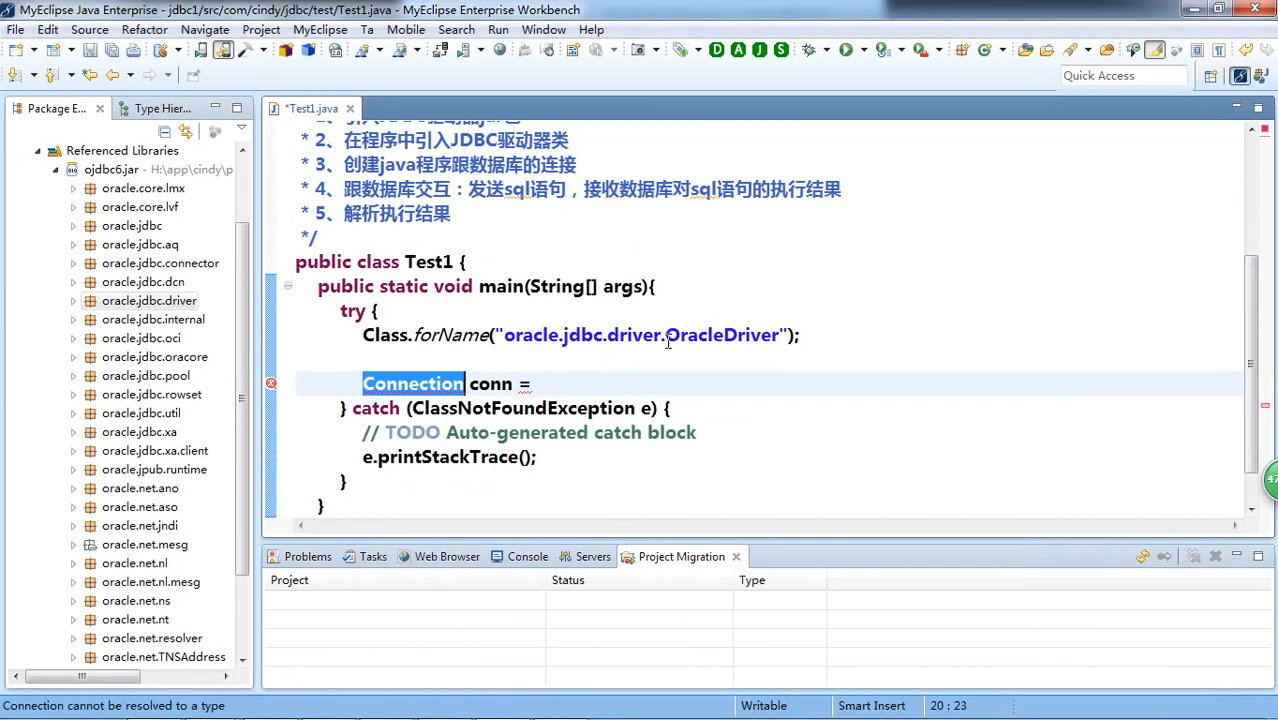 MyEclipse Java Enterprise - jdbc1/src/com/cindy/jdbc/test/Test1.java - MyEclipse Enterprise Workbench
File Edit Source Refactor Navigate Project MyEclipse Run Mobile Search Run Window Help
Quick Access
Package E...
Type Hier...
*Test1.java
Referenced Libraries
ojdbc6.jar - H:\app\cindy\p
oracle.core.lmx
oracle.core.lvf
oracle.jdbc
oracle.jdbc.aq
oracle.jdbc.connector
oracle.jdbc.dcn
oracle.jdbc.driver
oracle.jdbc.internal
oracle.jdbc.oci
oracle.jdbc.oracore
oracle.jdbc.pool
oracle.jdbc.rowset
oracle.jdbc.util
oracle.jdbc.xa
oracle.jdbc.xa.client
oracle.jpub.runtime
oracle.net.ano
oracle.net.aso
oracle.net.jndi
oracle.net.mesg
oracle.net.nl
oracle.net.nl.mesg
oracle.net.ns
oracle.net.nt
oracle.net.resolver
oracle.net.TNSAddress
* 2、在程序中引入JDBC驱动器类
* 3、创建java程序跟数据库的连接
* 4、跟数据库交互：发送sql语句，接收数据库对sql语句的执行结果
* 5、解析执行结果
*/
public class Test1 {
public static void main(String[] args){
try {
Class.forName("oracle.jdbc.driver.OracleDriver");
Connection conn =
} catch (ClassNotFoundException e) {
// TODO Auto-generated catch block
e.printStackTrace();
}
}
Problems Tasks Web Browser Console Servers Project Migration
Project Status Type
Connection cannot be resolved to a type
Writable
Smart Insert
20 : 23
47